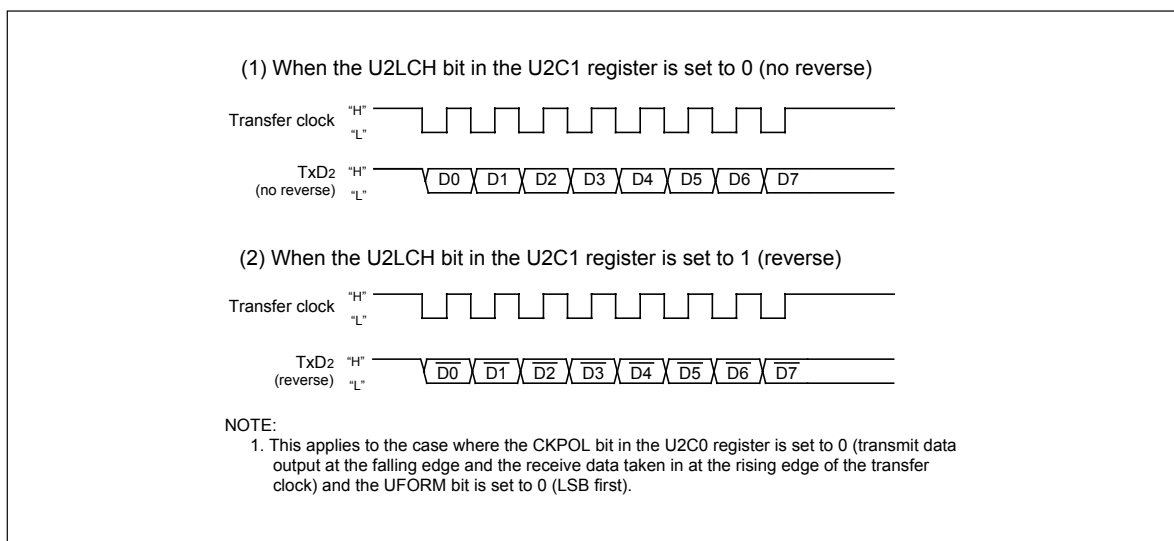 (1) When the U2LCH bit in the U2C1 register is set to 0 (no reverse)
Transfer clock "H"
"L"
TxD2 "H"
(no reverse) "L"
D0 D1 D2 D3 D4 D5 D6 D7
(2) When the U2LCH bit in the U2C1 register is set to 1 (reverse)
Transfer clock "H"
"L"
TxD2 "H"
(reverse) "L"
D0 D1 D2 D3 D4 D5 D6 D7
NOTE:
1. This applies to the case where the CKPOL bit in the U2C0 register is set to 0 (transmit data
output at the falling edge and the receive data taken in at the rising edge of the transfer
clock) and the UFORM bit is set to 0 (LSB first).